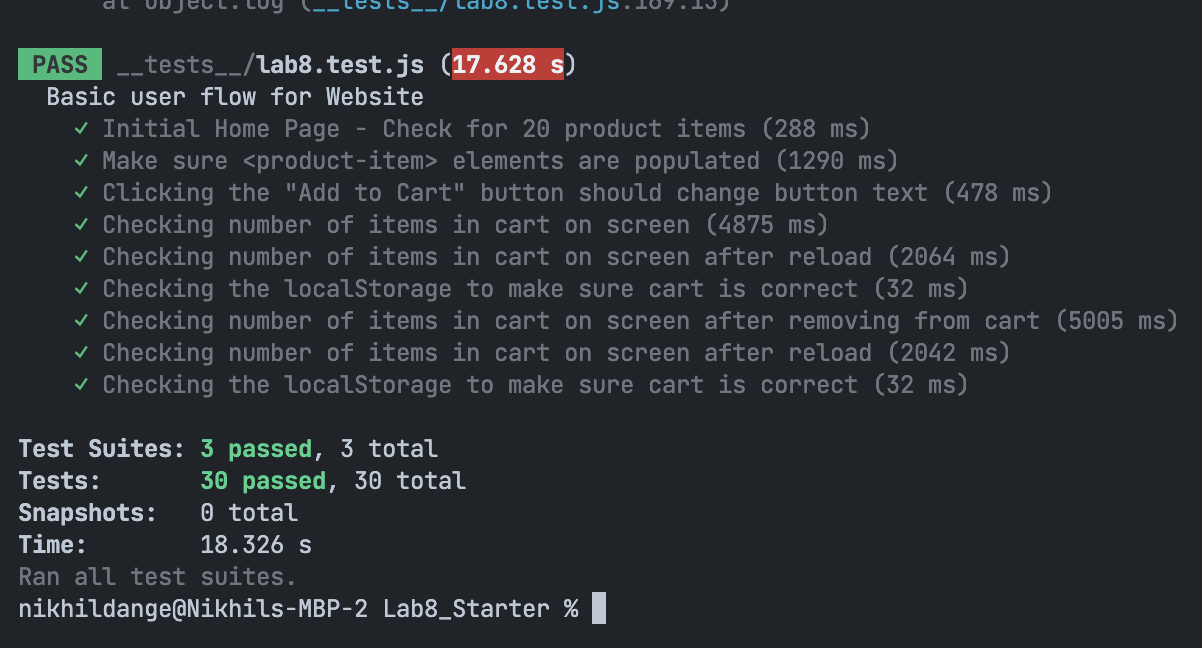 at Object.log (__tests__/lab8.test.js:169:13)
PASS __tests__/lab8.test.js (17.628 s)
Basic user flow for Website
✓ Initial Home Page - Check for 20 product items (288 ms)
✓ Make sure <product-item> elements are populated (1290 ms)
✓ Clicking the "Add to Cart" button should change button text (478 ms)
✓ Checking number of items in cart on screen (4875 ms)
✓ Checking number of items in cart on screen after reload (2064 ms)
✓ Checking the localStorage to make sure cart is correct (32 ms)
✓ Checking number of items in cart on screen after removing from cart (5005 ms)
✓ Checking number of items in cart on screen after reload (2042 ms)
✓ Checking the localStorage to make sure cart is correct (32 ms)
Test Suites: 3 passed, 3 total
Tests: 30 passed, 30 total
Snapshots: 0 total
Time: 18.326 s
Ran all test suites.
nikhildange@Nikhils-MBP-2 Lab8_Starter %